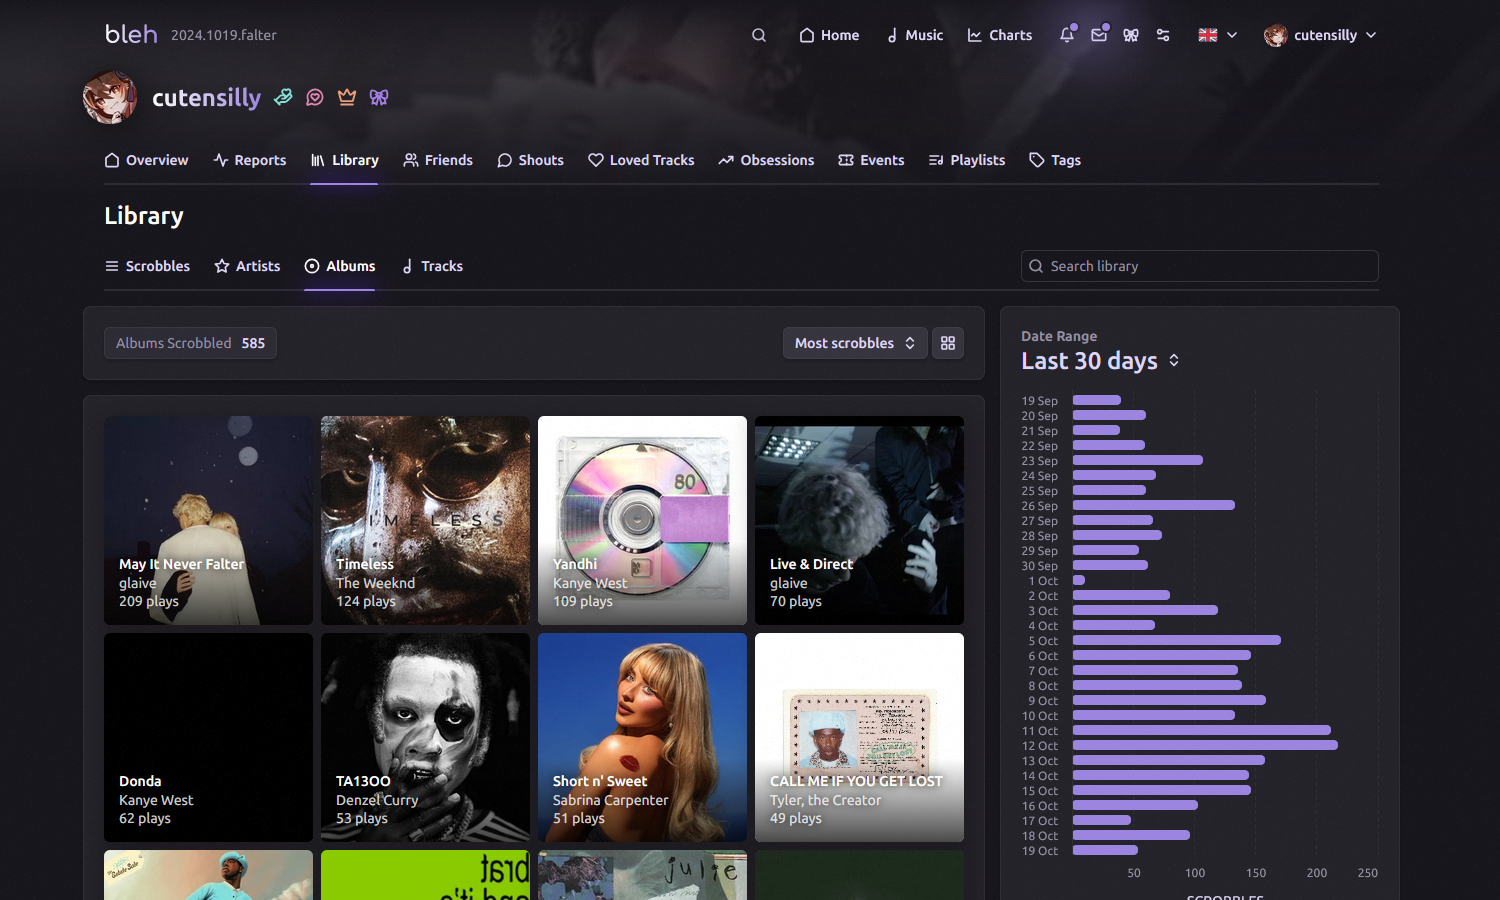 bleh 2024.1019.falter Home Music Charts cutensilly
cutensilly
Overview Reports Library Friends Shouts Loved Tracks Obsessions Events Playlists Tags
Library
Scrobbles Artists Albums Tracks Search library
Albums Scrobbled 585 Most scrobbles
TIMELESS
80
May It Never Falter
glaive
209 plays
Timeless
The Weeknd
124 plays
Yandhi
Kanye West
109 plays
Live & Direct
glaive
70 plays
Donda
Kanye West
62 plays
TA13OO
Denzel Curry
53 plays
Short n' Sweet
Sabrina Carpenter
51 plays
CALL ME IF YOU GET LOST
Tyler, the Creator
49 plays
brat
julie
Date Range
Last 30 days
19 Sep
20 Sep
21 Sep
22 Sep
23 Sep
24 Sep
25 Sep
26 Sep
27 Sep
28 Sep
29 Sep
30 Sep
1 Oct
2 Oct
3 Oct
4 Oct
5 Oct
6 Oct
7 Oct
8 Oct
9 Oct
10 Oct
11 Oct
12 Oct
13 Oct
14 Oct
15 Oct
16 Oct
17 Oct
18 Oct
19 Oct
50 100 150 200 250
SCROBBLES